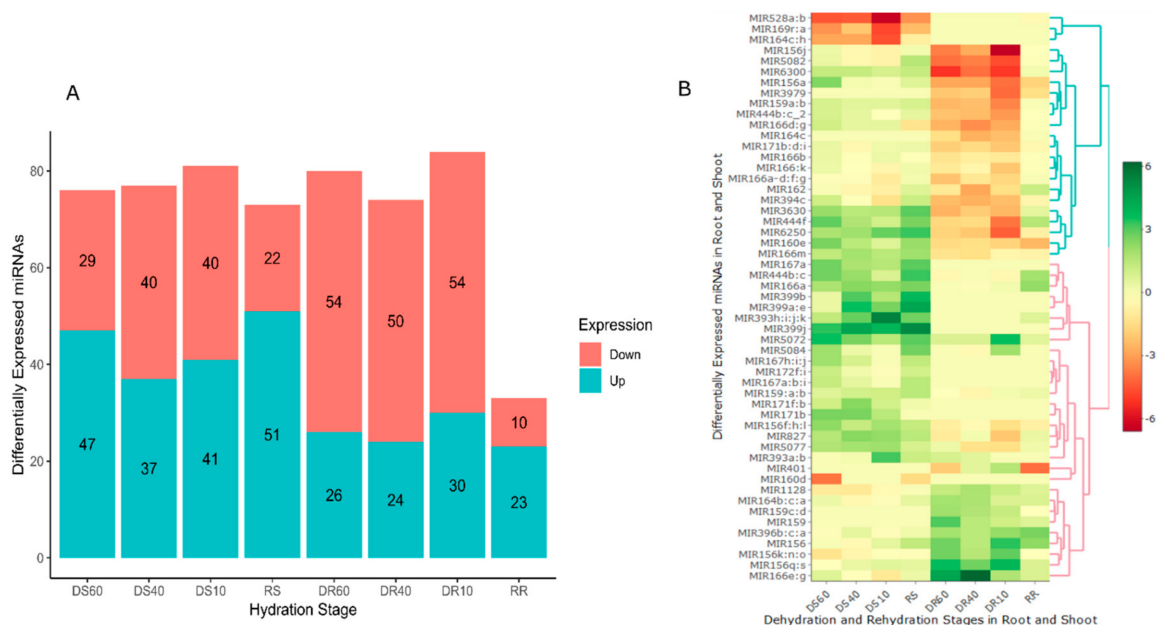 A
Differentially Expressed miRNAs
80
60
40
20
0
29
40
40
22
54
50
54
10
47
37
41
51
26
24
30
23
DS60
DS40
DS10
RS
DR60
DR40
DR10
RR
Hydration Stage
Expression
Down
Up
B
Differentially Expressed miRNAs in Root and Shoot
MIR528a:b
MIR169r:a
MIR164c:h
MIR156j
MIR5082
MIR6300
MIR156a
MIR3979
MIR159a:b
MIR444b:c_2
MIR166d:g
MIR164c
MIR171b:d:i
MIR166b
MIR166:k
MIR166a-d:f:g
MIR162
MIR394c
MIR3630
MIR444f
MIR6250
MIR160e
MIR166m
MIR167a
MIR444b:c
MIR166a
MIR399b
MIR399a:e
MIR393h:i:j:k
MIR399j
MIR5072
MIR5084
MIR167h:i:j
MIR172f:i
MIR167a:b:i
MIR159:a:b
MIR171f:b
MIR171b
MIR156f:h:l
MIR827
MIR5077
MIR393a:b
MIR401
MIR160d
MIR1128
MIR164b:c:a
MIR159c:d
MIR159
MIR396b:c:a
MIR156
MIR156k:n:o
MIR156q:s
MIR166e:g
DS60
DS40
DS10
RS
DR60
DR40
DR10
RR
Dehydration and Rehydration Stages in Root and Shoot
6
3
0
-3
-6